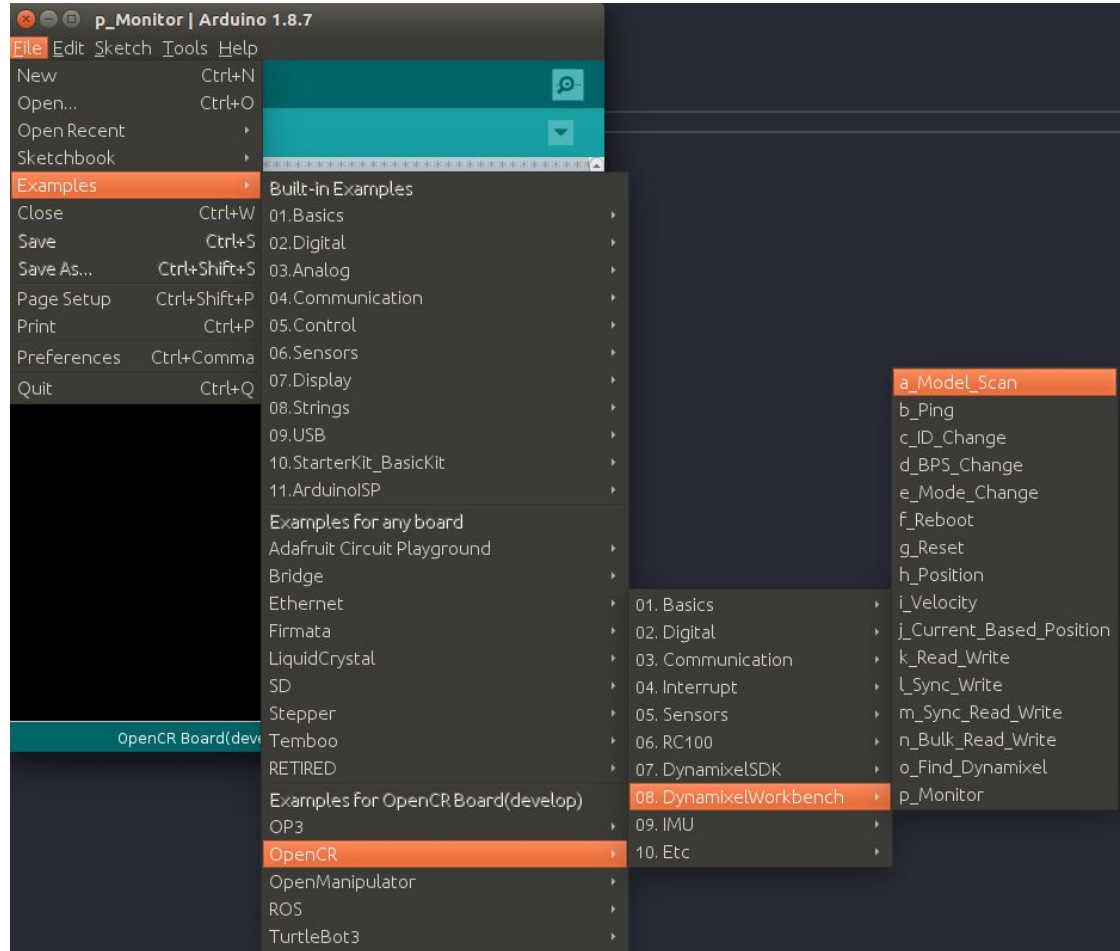 p_Monitor | Arduino 1.8.7
File Edit Sketch Tools Help
New Ctrl+N
Open... Ctrl+O
Open Recent
Sketchbook
Examples
Close Ctrl+W
Save Ctrl+S
Save As... Ctrl+Shift+S
Page Setup Ctrl+Shift+P
Print Ctrl+P
Preferences Ctrl+Comma
Quit Ctrl+Q
Built-in Examples
01.Basics
02.Digital
03.Analog
04.Communication
05.Control
06.Sensors
07.Display
08.Strings
09.USB
10.StarterKit_BasicKit
11.ArduinoISP
Examples for any board
Adafruit Circuit Playground
Bridge
Ethernet
Firmata
LiquidCrystal
SD
Stepper
Temboo
RETIRED
Examples for OpenCR Board(develop)
OP3
OpenCR
OpenManipulator
ROS
TurtleBot3
01. Basics
02. Digital
03. Communication
04. Interrupt
05. Sensors
06. RC100
07. DynamixelSDK
08. DynamixelWorkbench
09. IMU
10. Etc
a_Model_Scan
b_Ping
c_ID_Change
d_BPS_Change
e_Mode_Change
f_Reboot
g_Reset
h_Position
i_Velocity
j_Current_Based_Position
k_Read_Write
l_Sync_Write
m_Sync_Read_Write
n_Bulk_Read_Write
o_Find_Dynamixel
p_Monitor
OpenCR Board(deve